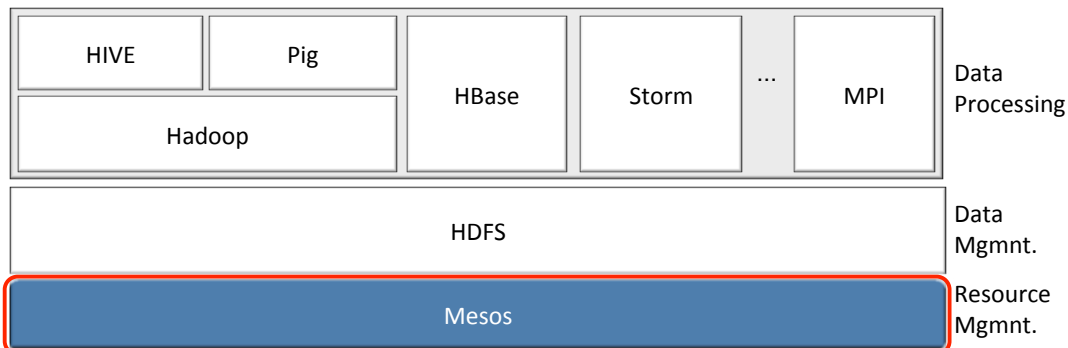 HIVE
Pig
Hadoop
HBase
Storm
...
MPI
Data
Processing
HDFS
Data
Mgmnt.
Mesos
Resource
Mgmnt.